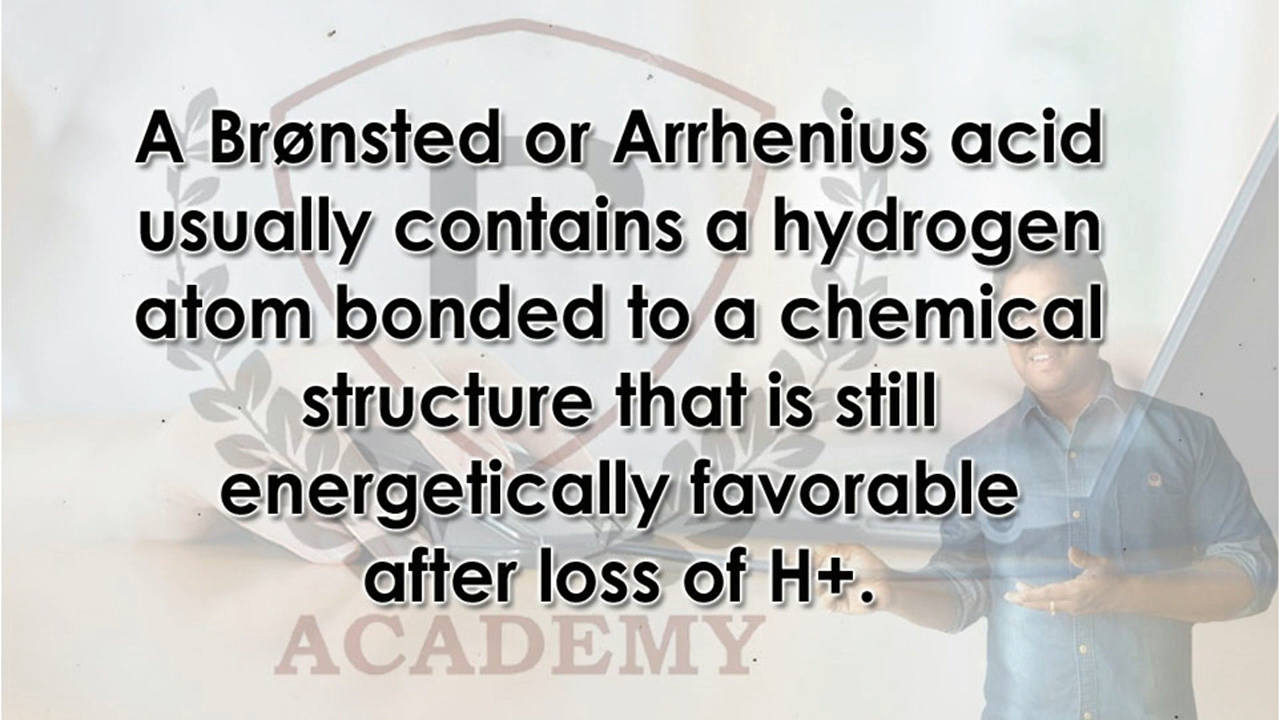 A Brønsted or Arrhenius acid
usually contains a hydrogen
atom bonded to a chemical
structure that is still
energetically favorable
after loss of H+.
ACADEMY